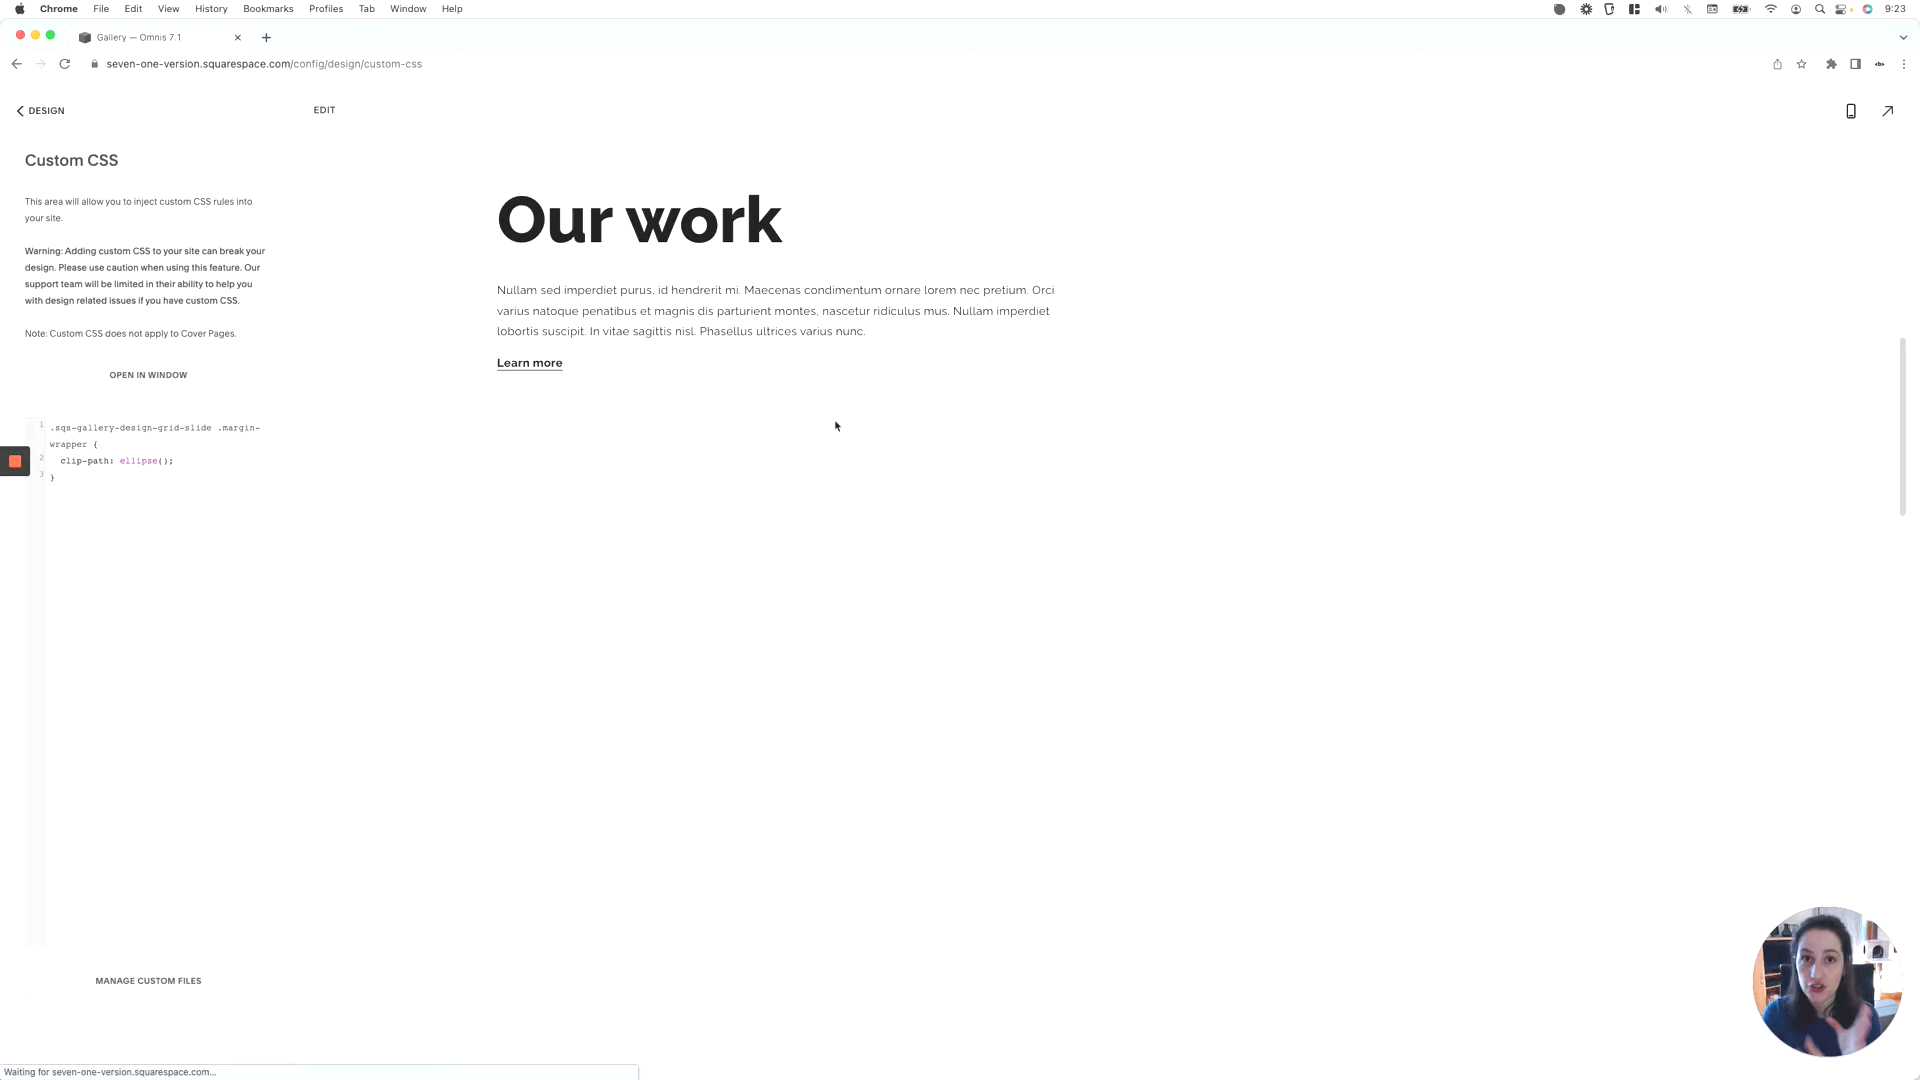 Chrome File Edit View History Bookmarks Profiles Tab Window Help 9:23
Gallery — Omnis 7.1
seven-one-version.squarespace.com/config/design/custom-css
DESIGN
EDIT
Custom CSS
This area will allow you to inject custom CSS rules into
your site.
Warning: Adding custom CSS to your site can break your
design. Please use caution when using this feature. Our
support team will be limited in their ability to help you
with design related issues if you have custom CSS.
Note: Custom CSS does not apply to Cover Pages.
OPEN IN WINDOW
1 .sqs-gallery-design-grid-slide .margin-
wrapper {
2 clip-path: ellipse();
3 }
MANAGE CUSTOM FILES
Our work
Nullam sed imperdiet purus, id hendrerit mi. Maecenas condimentum ornare lorem nec pretium. Orci
varius natoque penatibus et magnis dis parturient montes, nascetur ridiculus mus. Nullam imperdiet
lobortis suscipit. In vitae sagittis nisl. Phasellus ultrices varius nunc.
Learn more
Waiting for seven-one-version.squarespace.com...